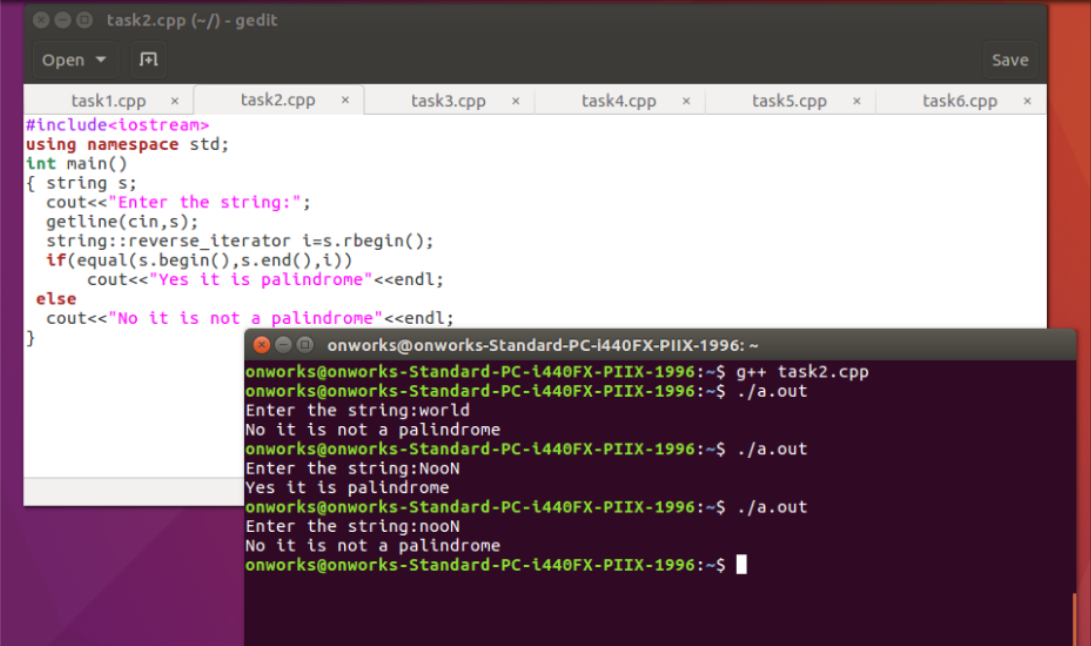 task2.cpp (~/) - gedit
Open
Save
task1.cpp × task2.cpp × task3.cpp × task4.cpp × task5.cpp × task6.cpp ×
#include<iostream>
using namespace std;
int main()
{ string s;
  cout<<"Enter the string:";
  getline(cin,s);
  string::reverse_iterator i=s.rbegin();
  if(equal(s.begin(),s.end(),i))
      cout<<"Yes it is palindrome"<<endl;
 else
  cout<<"No it is not a palindrome"<<endl;
}
onworks@onworks-Standard-PC-i440FX-PIIX-1996: ~
onworks@onworks-Standard-PC-i440FX-PIIX-1996:~$ g++ task2.cpp
onworks@onworks-Standard-PC-i440FX-PIIX-1996:~$ ./a.out
Enter the string:world
No it is not a palindrome
onworks@onworks-Standard-PC-i440FX-PIIX-1996:~$ ./a.out
Enter the string:NooN
Yes it is palindrome
onworks@onworks-Standard-PC-i440FX-PIIX-1996:~$ ./a.out
Enter the string:nooN
No it is not a palindrome
onworks@onworks-Standard-PC-i440FX-PIIX-1996:~$